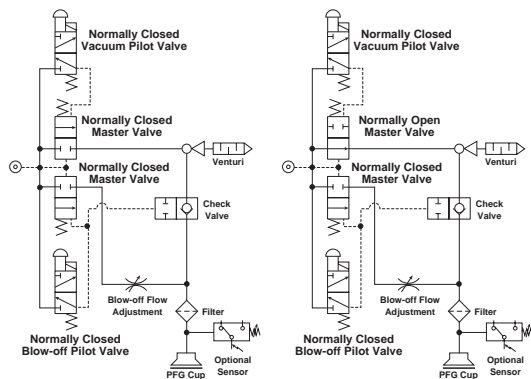 Normally Closed
Vacuum Pilot Valve
Normally Closed
Master Valve
Normally Closed
Master Valve
Venturi
Check
Valve
Blow-off Flow
Adjustment
Filter
Normally Closed
Blow-off Pilot Valve
PFG Cup
Optional
Sensor
Normally Closed
Vacuum Pilot Valve
Normally Open
Master Valve
Normally Closed
Master Valve
Venturi
Check
Valve
Blow-off Flow
Adjustment
Filter
Normally Closed
Blow-off Pilot Valve
PFG Cup
Optional
Sensor